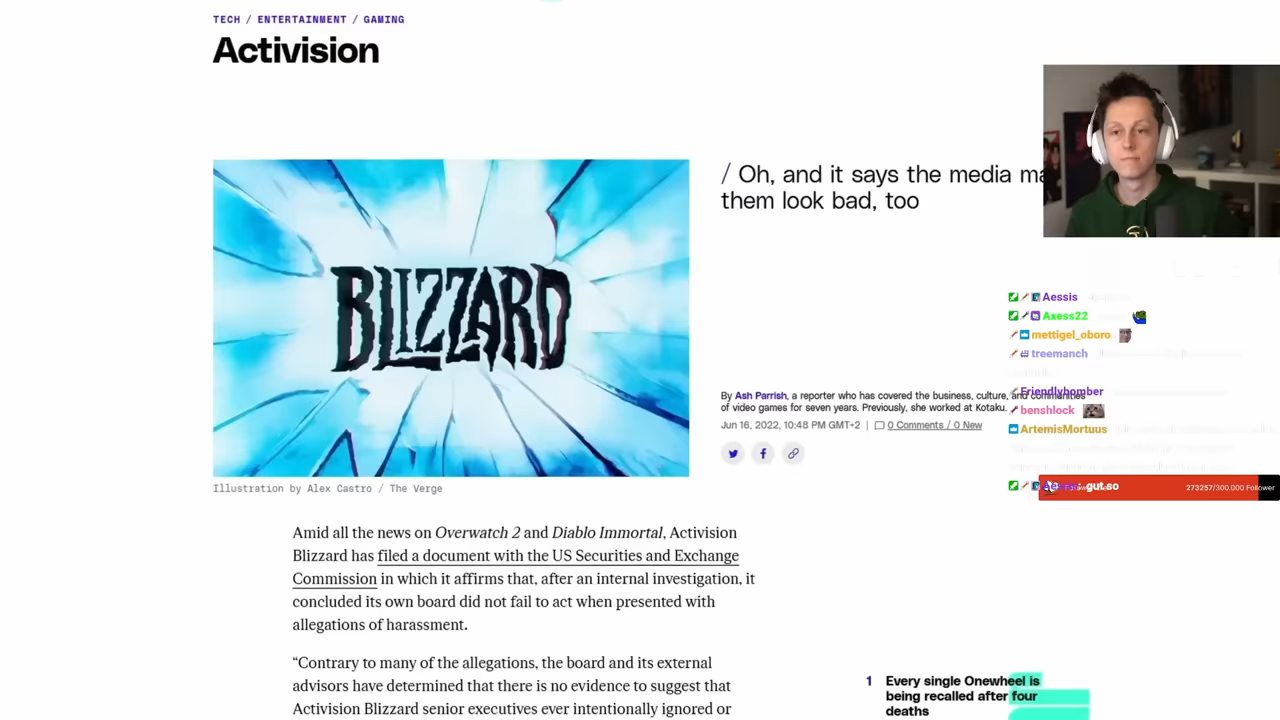 TECH / ENTERTAINMENT / GAMING
Activision
BLIZZARD
/ Oh, and it says the media
them look bad, too
By Ash Parrish, a reporter who has covered the business, culture, and communities
of video games for seven years. Previously, she worked at Kotaku.
Jun 16, 2022, 10:48 PM GMT+2 | 0 Comments / 0 New
Illustration by Alex Castro / The Verge
Amid all the news on Overwatch 2 and Diablo Immortal, Activision
Blizzard has filed a document with the US Securities and Exchange
Commission in which it affirms that, after an internal investigation, it
concluded its own board did not fail to act when presented with
allegations of harassment.
“Contrary to many of the allegations, the board and its external
advisors have determined that there is no evidence to suggest that
Activision Blizzard senior executives ever intentionally ignored or
1 Every single Onewheel is
being recalled after four
deaths
Aessis
Axess22
mettigel_oboro
treemanch
Friendlybomber
benshlock
ArtemisMortuus
gut so
273257/300.000 Follower